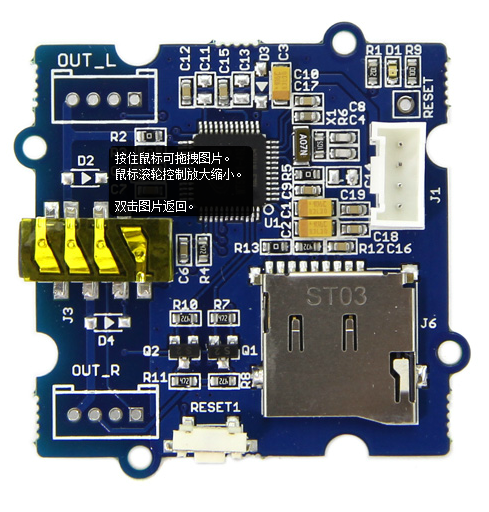 OUT_L
C12
C11
C15
C13
D3
C3
C10
C17
R1
D1
R9
RESET
R2
X1
R6
C8
C4
A07N
D2
按住鼠标可拖拽图片。
鼠标滚轮控制放大缩小。
双击图片返回。
C7
R5
C9
C1
C2
U1
C14
J1
C19
C18
R13
R12
C16
C6
R4
J3
D4
R10
R7
Q2
Q1
R11
R8
ST03
J6
OUT_R
RESET1